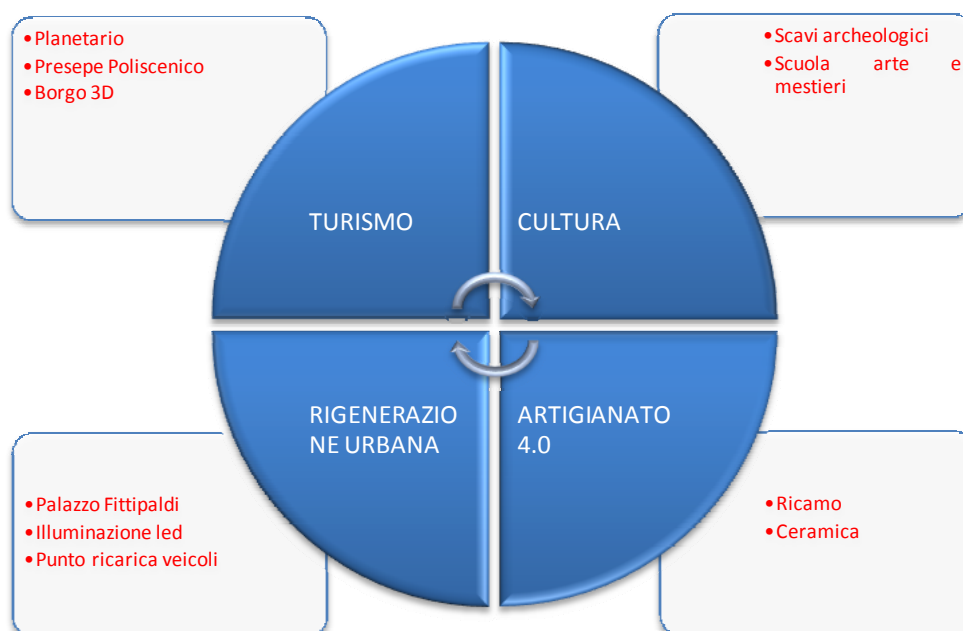 • Planetario
• Presepe Poliscenico
• Borgo 3D
• Scavi archeologici
• Scuola arte e
mestieri
TURISMO
CULTURA
RIGENERAZIO
NE URBANA
ARTIGIANATO
4.0
• Palazzo Fittipaldi
• Illuminazione led
• Punto ricarica veicoli
• Ricamo
• Ceramica